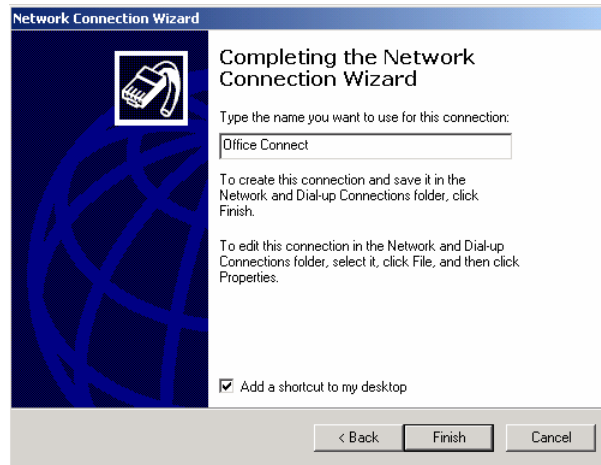 Network Connection Wizard
Completing the Network
Connection Wizard
Type the name you want to use for this connection:
Office Connect
To create this connection and save it in the
Network and Dial-up Connections folder, click
Finish.
To edit this connection in the Network and Dial-up
Connections folder, select it, click File, and then click
Properties.
Add a shortcut to my desktop
< Back
Finish
Cancel